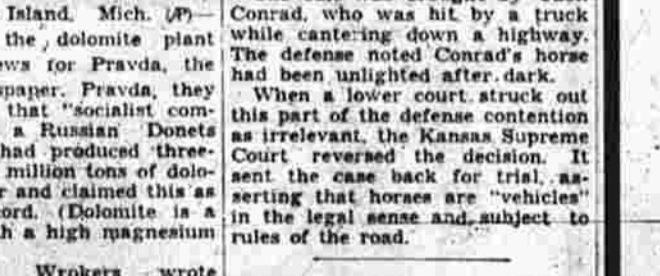 Island, Mich. (AP)—
the dolomite plant
ws for Pravda, the
spaper. Pravda, they
that "socialist com-
a Russian Donets
had produced three-
million tons of dolo-
r and claimed this as
ord. (Dolomite is a
h a high magnesium
Wrokers wrote
Conrad, who was hit by a truck
while cantering down a highway.
The defense noted Conrad's horse
had been unlighted after dark.
When a lower court struck out
this part of the defense contention
as irrelevant, the Kansas Supreme
Court reversed the decision. It
sent the case back for trial, as-
serting that horses are "vehicles"
in the legal sense and subject to
rules of the road.